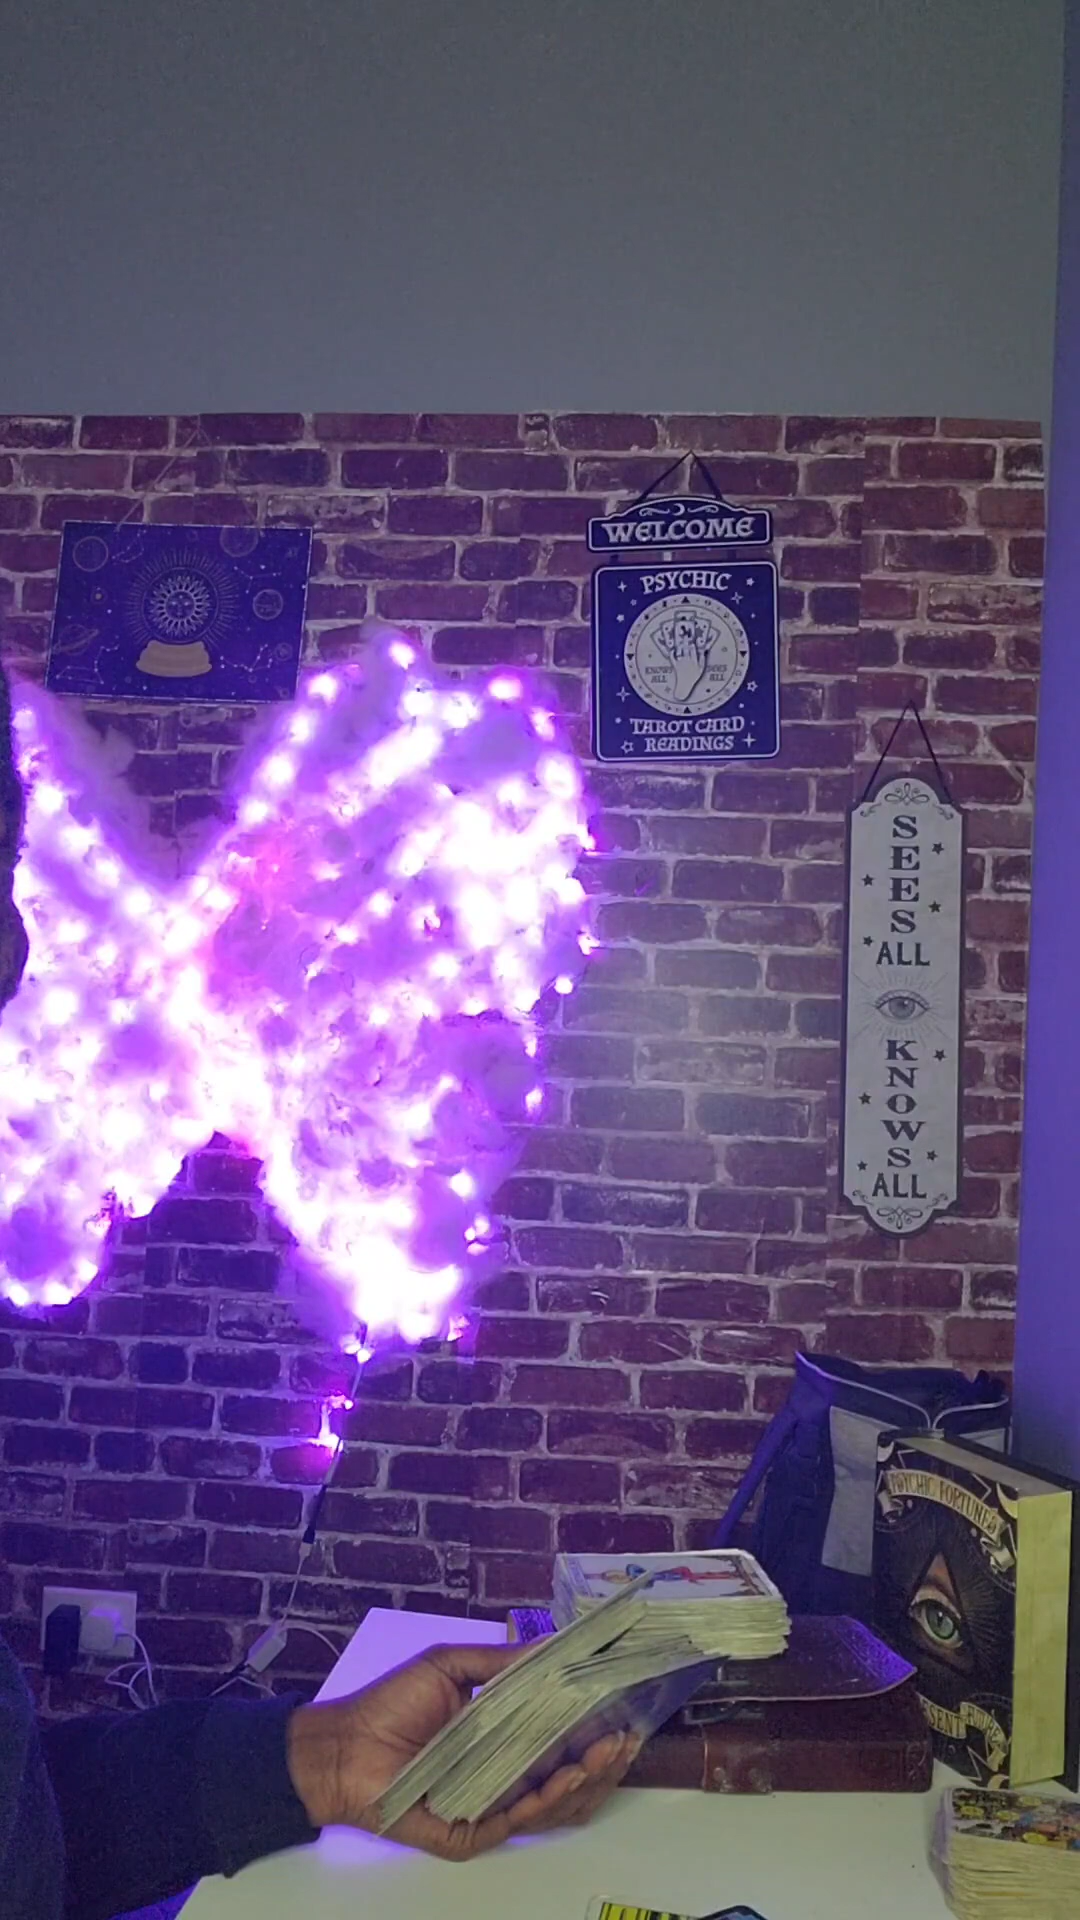 WELCOME
PSYCHIC
KNOWS SEES
ALL ALL
TAROT CARD
READINGS
SEES
ALL
KNOWS
ALL
PSYCHIC FORTUNES